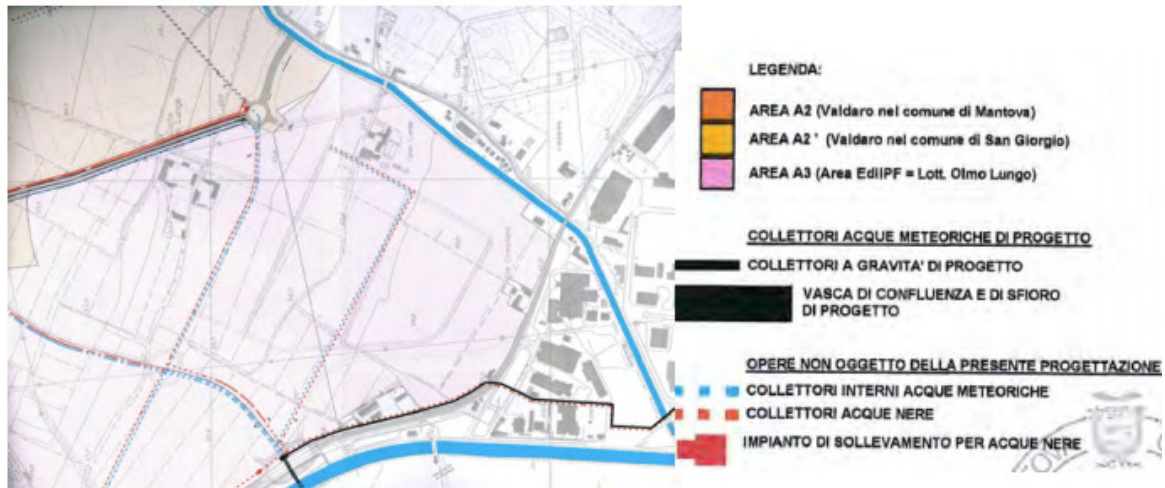 LEGENDA:
AREA A2 (Valdaro nel comune di Mantova)
AREA A2' (Valdaro nel comune di San Giorgio)
AREA A3 (Area EdilPF = Lott. Olmo Lungo)
COLLETTORI ACQUE METEORICHE DI PROGETTO
COLLETTORI A GRAVITA' DI PROGETTO
VASCA DI CONFLUENZA E DI SFIORO
DI PROGETTO
OPERE NON OGGETTO DELLA PRESENTE PROGETTAZIONE
COLLETTORI INTERNI ACQUE METEORICHE
COLLETTORI ACQUE NERE
IMPIANTO DI SOLLEVAMENTO PER ACQUE NERE